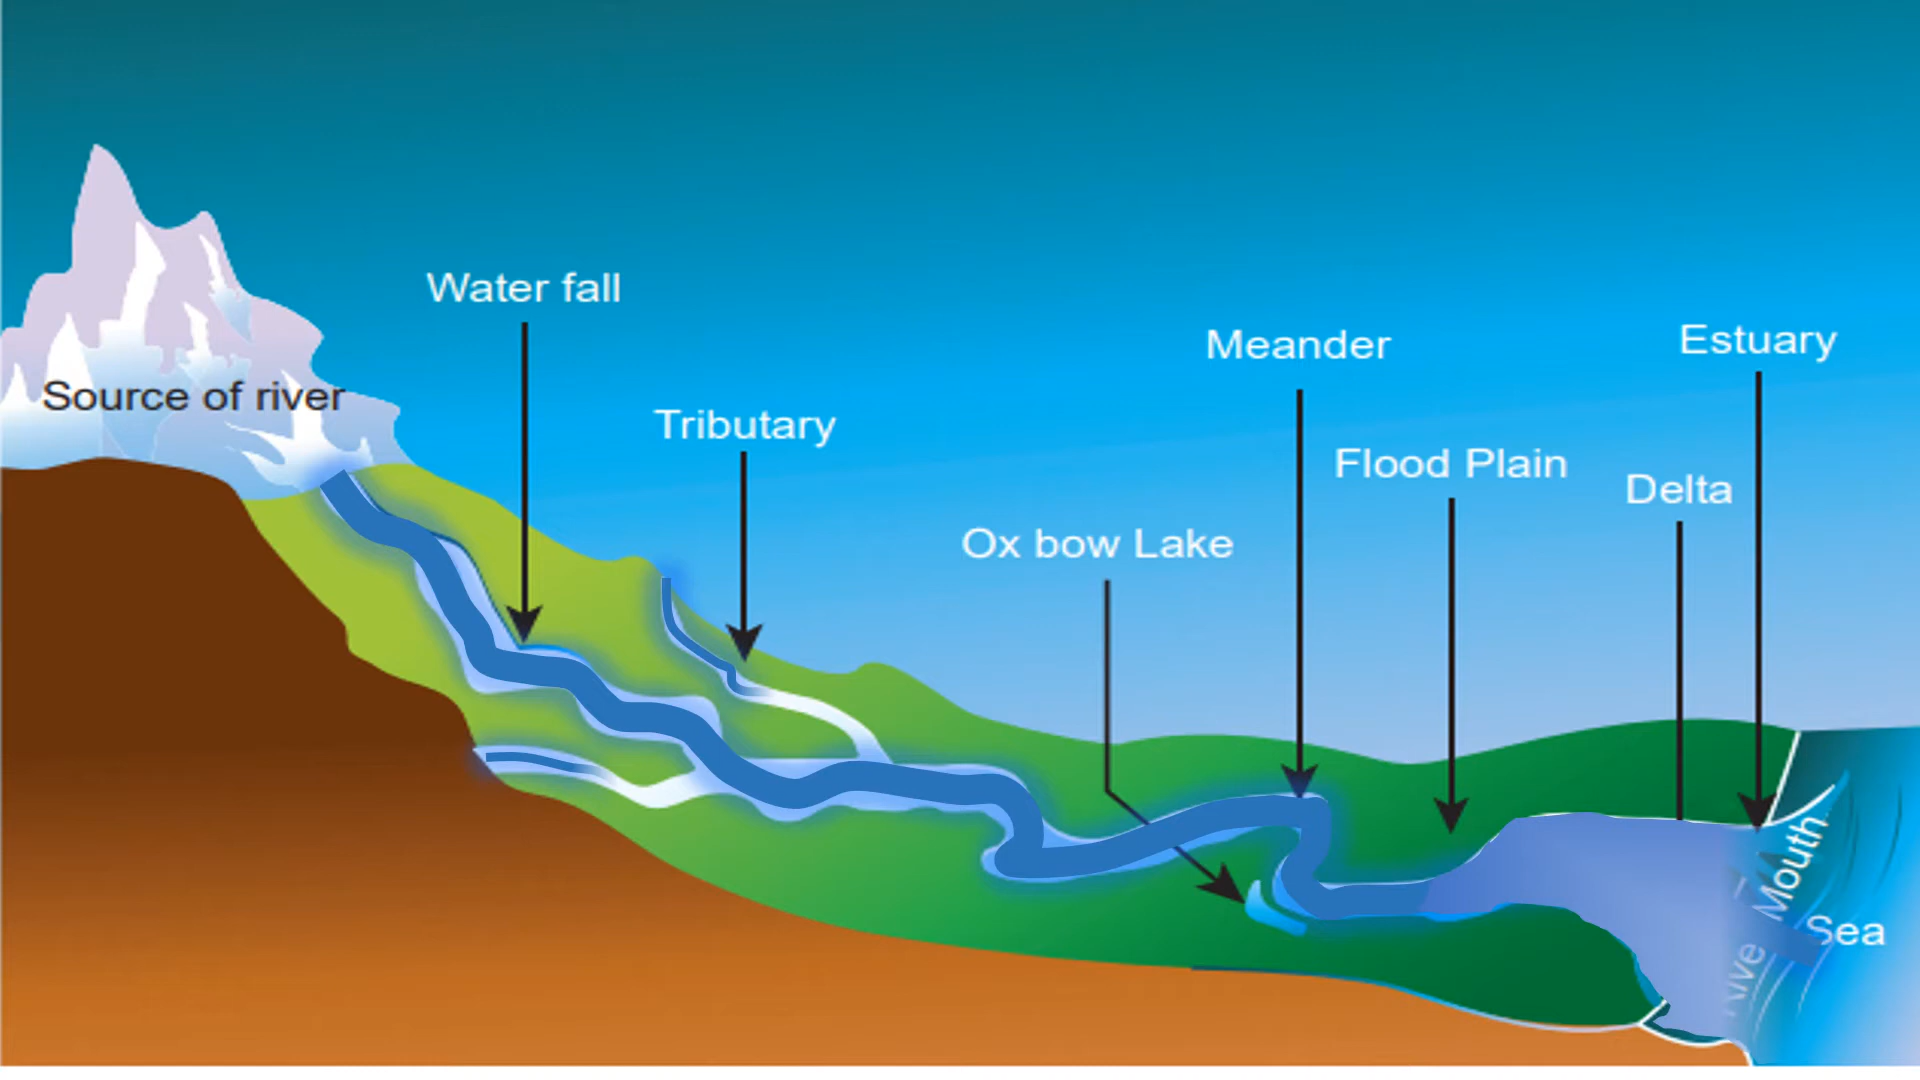 Water fall
Meander
Estuary
Source of river
Tributary
Flood Plain
Delta
Ox bow Lake
Mouth
Sea